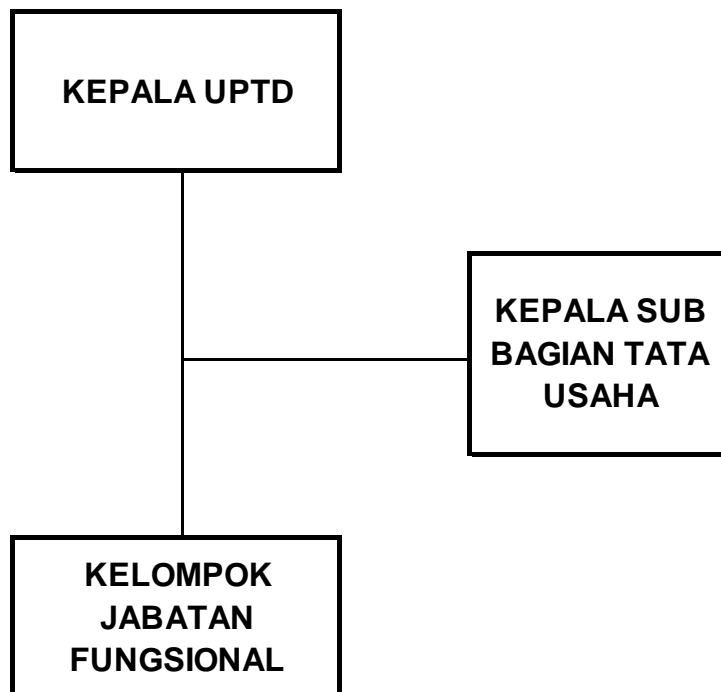 KEPALA UPTD
KEPALA SUB
BAGIAN TATA
USAHA
KELOMPOK
JABATAN
FUNGSIONAL